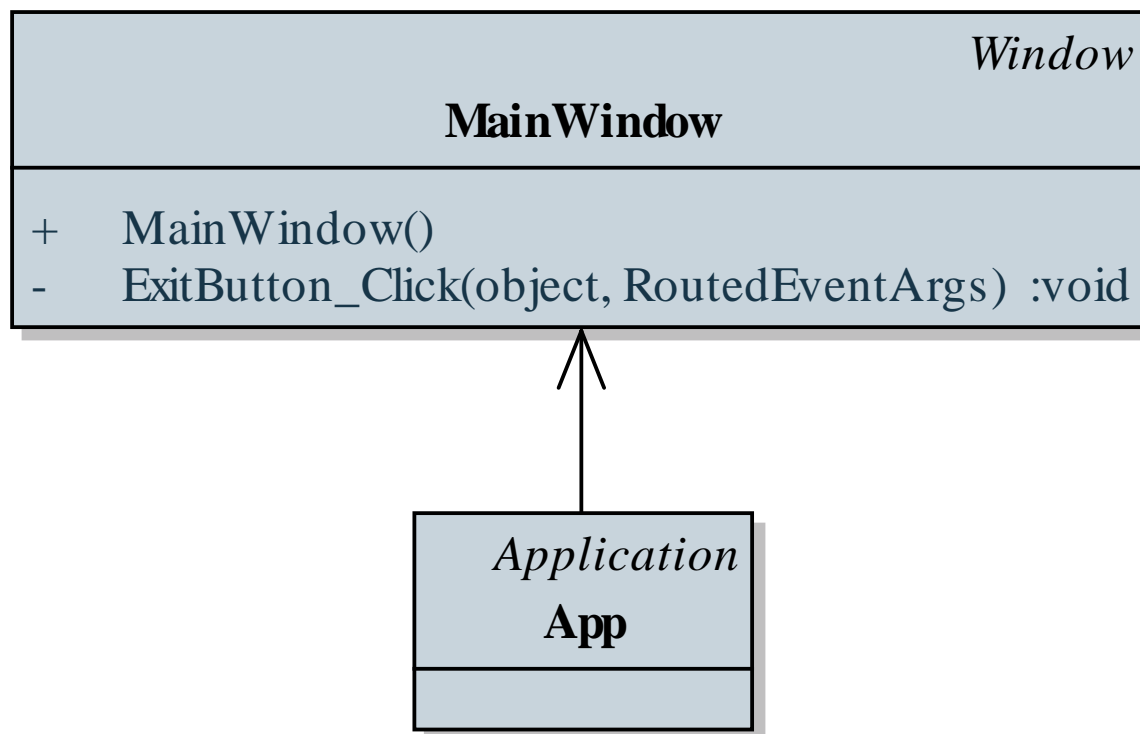 Window
MainWindow
+ MainWindow()
- ExitButton_Click(object, RoutedEventArgs) :void
Application
App